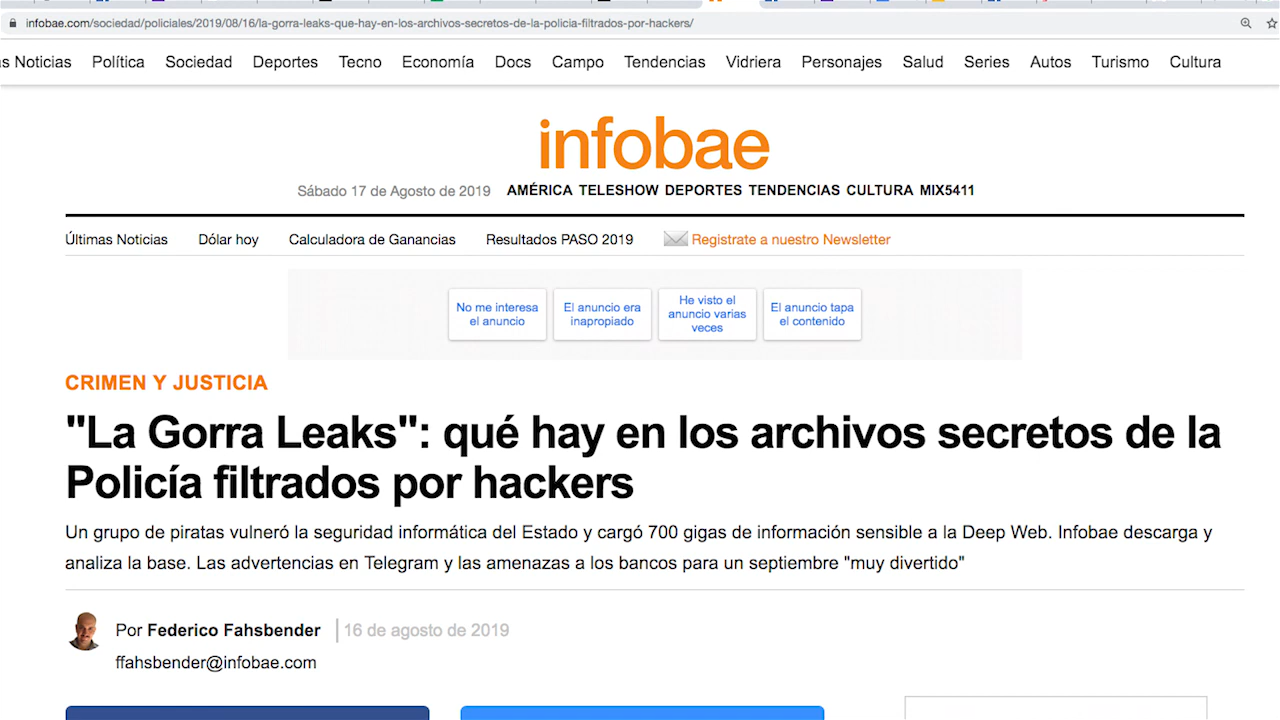 infobae.com/sociedad/policiales/2019/08/16/la-gorra-leaks-que-hay-en-los-archivos-secretos-de-la-policia-filtrados-por-hackers/
s Noticias Política Sociedad Deportes Tecno Economía Docs Campo Tendencias Vidriera Personajes Salud Series Autos Turismo Cultura
infobae
Sábado 17 de Agosto de 2019 AMÉRICA TELESHOW DEPORTES TENDENCIAS CULTURA MIX5411
Últimas Noticias Dólar hoy Calculadora de Ganancias Resultados PASO 2019 Registrate a nuestro Newsletter
No me interesa
el anuncio
El anuncio era
inapropiado
He visto el
anuncio varias
veces
El anuncio tapa
el contenido
CRIMEN Y JUSTICIA
"La Gorra Leaks": qué hay en los archivos secretos de la
Policía filtrados por hackers
Un grupo de piratas vulneró la seguridad informática del Estado y cargó 700 gigas de información sensible a la Deep Web. Infobae descarga y
analiza la base. Las advertencias en Telegram y las amenazas a los bancos para un septiembre "muy divertido"
Por Federico Fahsbender 16 de agosto de 2019
ffahsbender@infobae.com